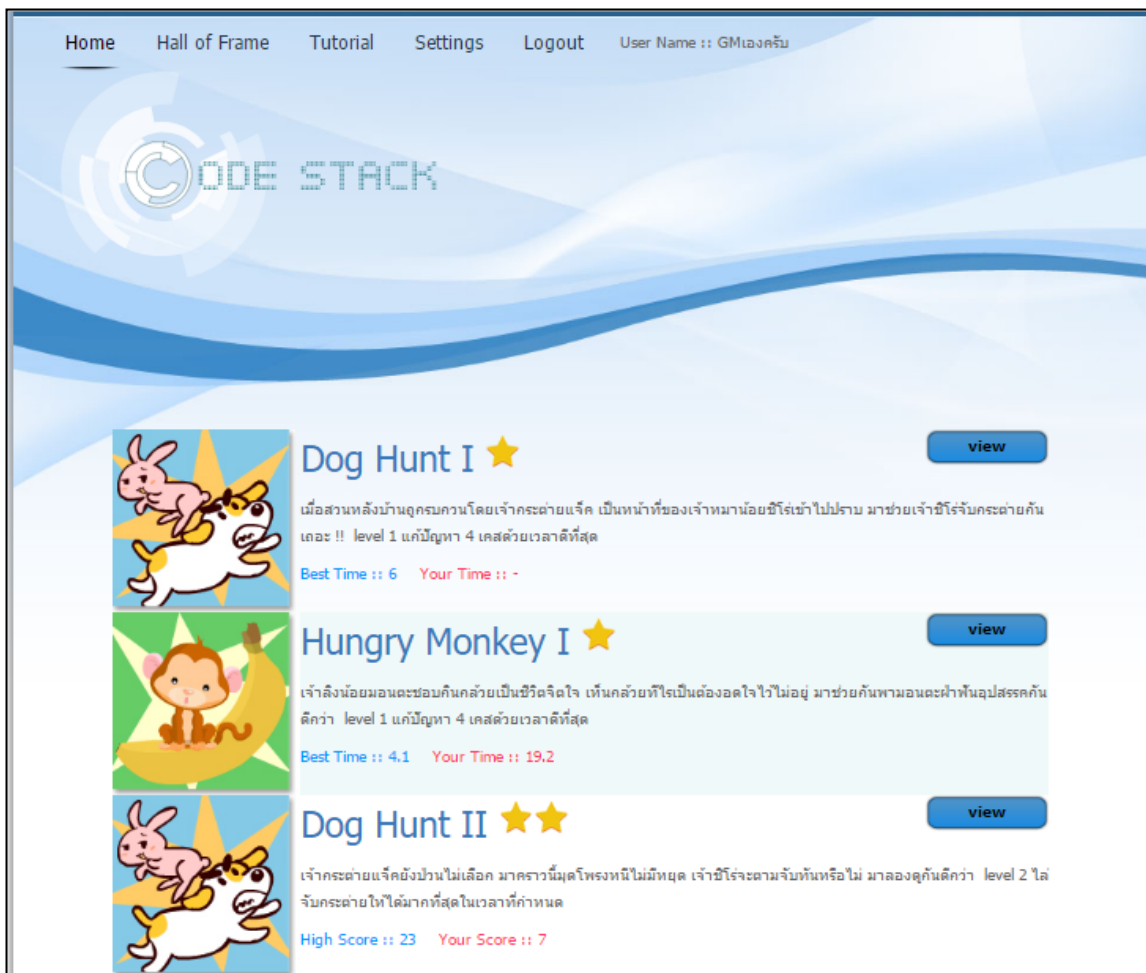 Home Hall of Frame Tutorial Settings Logout User Name :: GMเองครับ
CODE STACK
Dog Hunt I
view
เมื่อสวนหลังบ้านถูกรบกวนโดยเจ้ากระต่ายแจ็ค เป็นหน้าที่ของเจ้าหมาน้อยชิโร่เข้าไปปราบ มาช่วยเจ้าชิโร่จับกระต่ายกัน
เถอะ !! level 1 แก้ปัญหา 4 เคสด้วยเวลาดีที่สุด
Best Time :: 6 Your Time :: -
Hungry Monkey I
view
เจ้าลิงน้อยมอนตะชอบกินกล้วยเป็นชีวิตจิตใจ เห็นกล้วยทีไรเป็นต้องอดใจไว้ไม่อยู่ มาช่วยกันพามอนตะฝ่าฟันอุปสรรคกัน
ดีกว่า level 1 แก้ปัญหา 4 เคสด้วยเวลาดีที่สุด
Best Time :: 4.1 Your Time :: 19.2
Dog Hunt II
view
เจ้ากระต่ายแจ็คยังป่วนไม่เลิอก มาคราวนี้มุดโพรงหนีไม่มีหยุด เจ้าชิโร่จะตามจับทันหรือไม่ มาลองดูกันดีกว่า level 2 ไล่
จับกระต่ายให้ได้มากที่สุดในเวลาที่กำหนด
High Score :: 23 Your Score :: 7